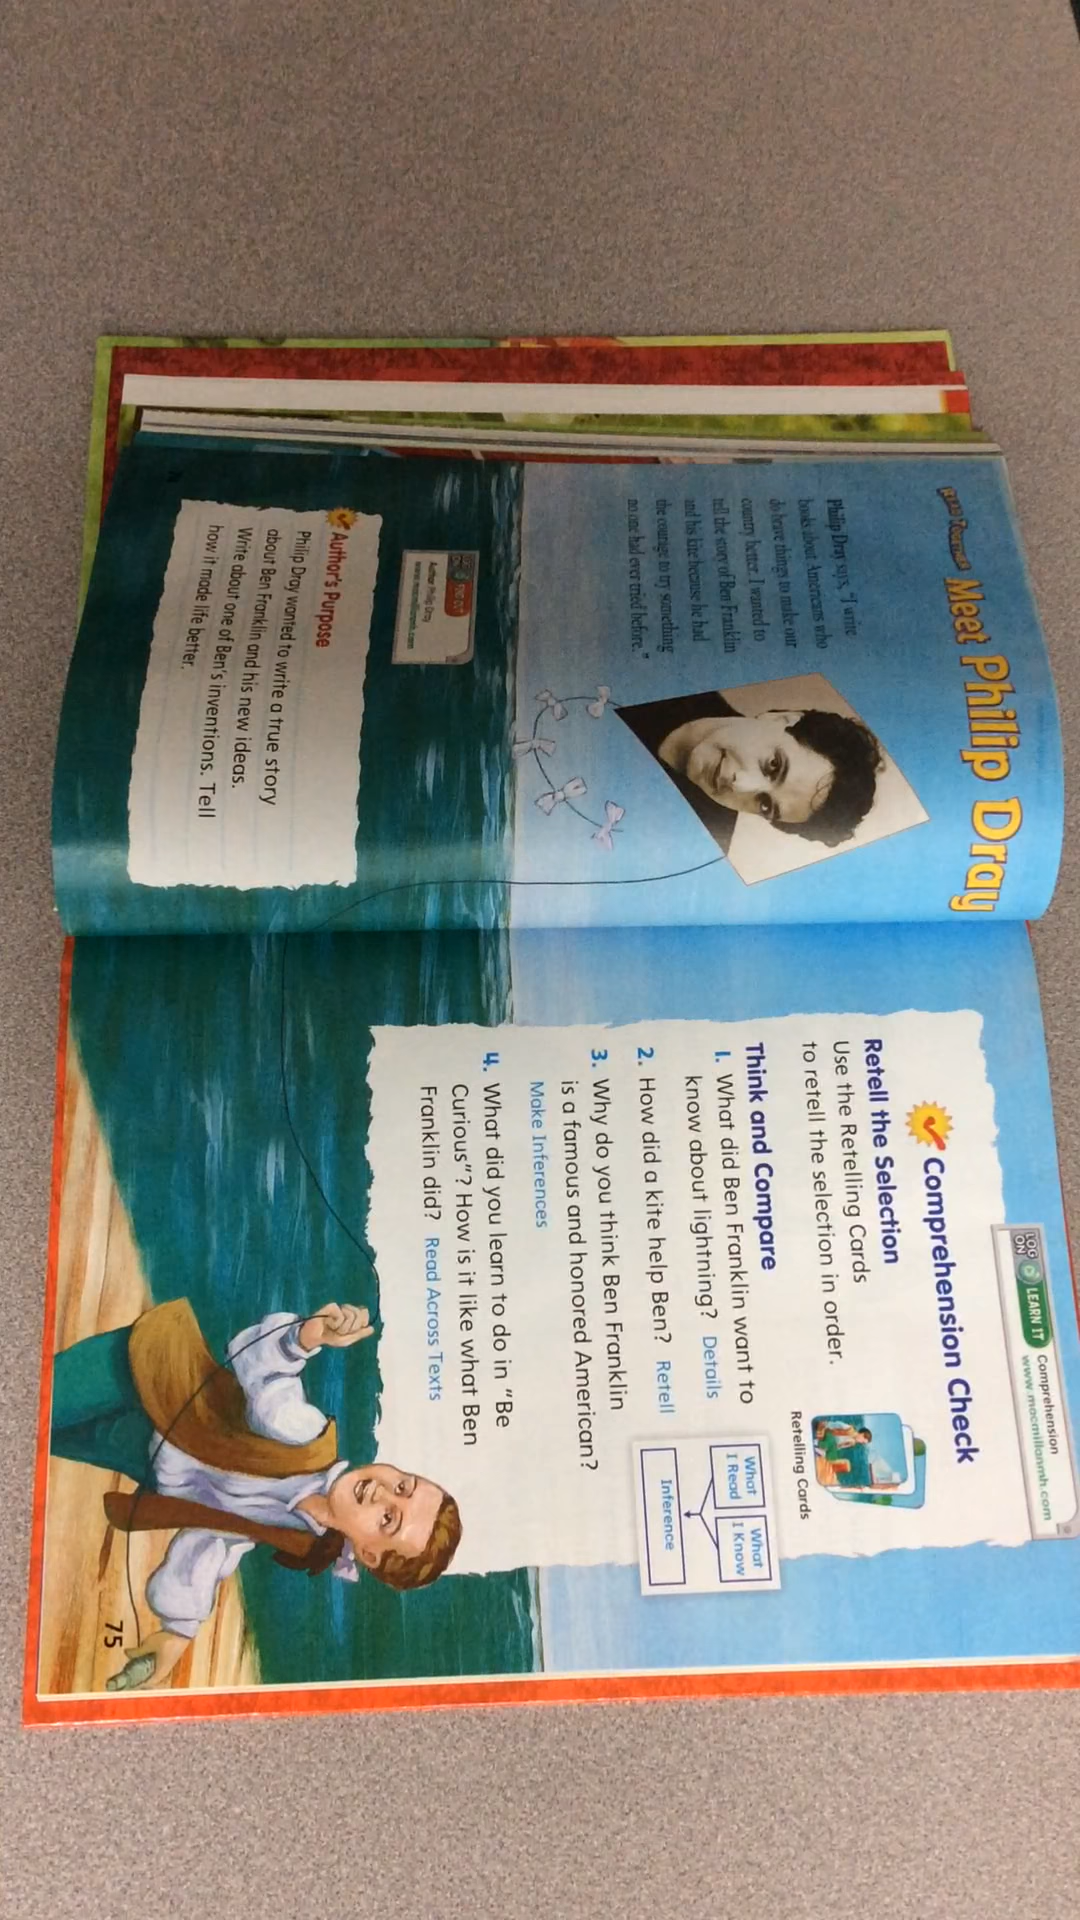 Meet Philip Dray
Philip Dray says, "I write
books about Americans who
do brave things to make our
country better. I wanted to
tell the story of Ben Franklin
and his kite because he had
the courage to try something
no one had ever tried before."
FIND OUT
Author Philip Dray
www.macmillanmh.com
Author's Purpose
Philip Dray wanted to write a true story
about Ben Franklin and his new ideas.
Write about one of Ben's inventions. Tell
how it made life better.
LOG
ON
LEARN IT
Comprehension
www.macmillanmh.com
Comprehension Check
Retell the Selection
Use the Retelling Cards
to retell the selection in order.
Retelling Cards
Think and Compare
1. What did Ben Franklin want to
know about lightning? Details
2. How did a kite help Ben? Retell
3. Why do you think Ben Franklin
is a famous and honored American?
Make Inferences
4. What did you learn to do in "Be
Curious"? How is it like what Ben
Franklin did? Read Across Texts
What
I Read
What
I Know
Inference
75